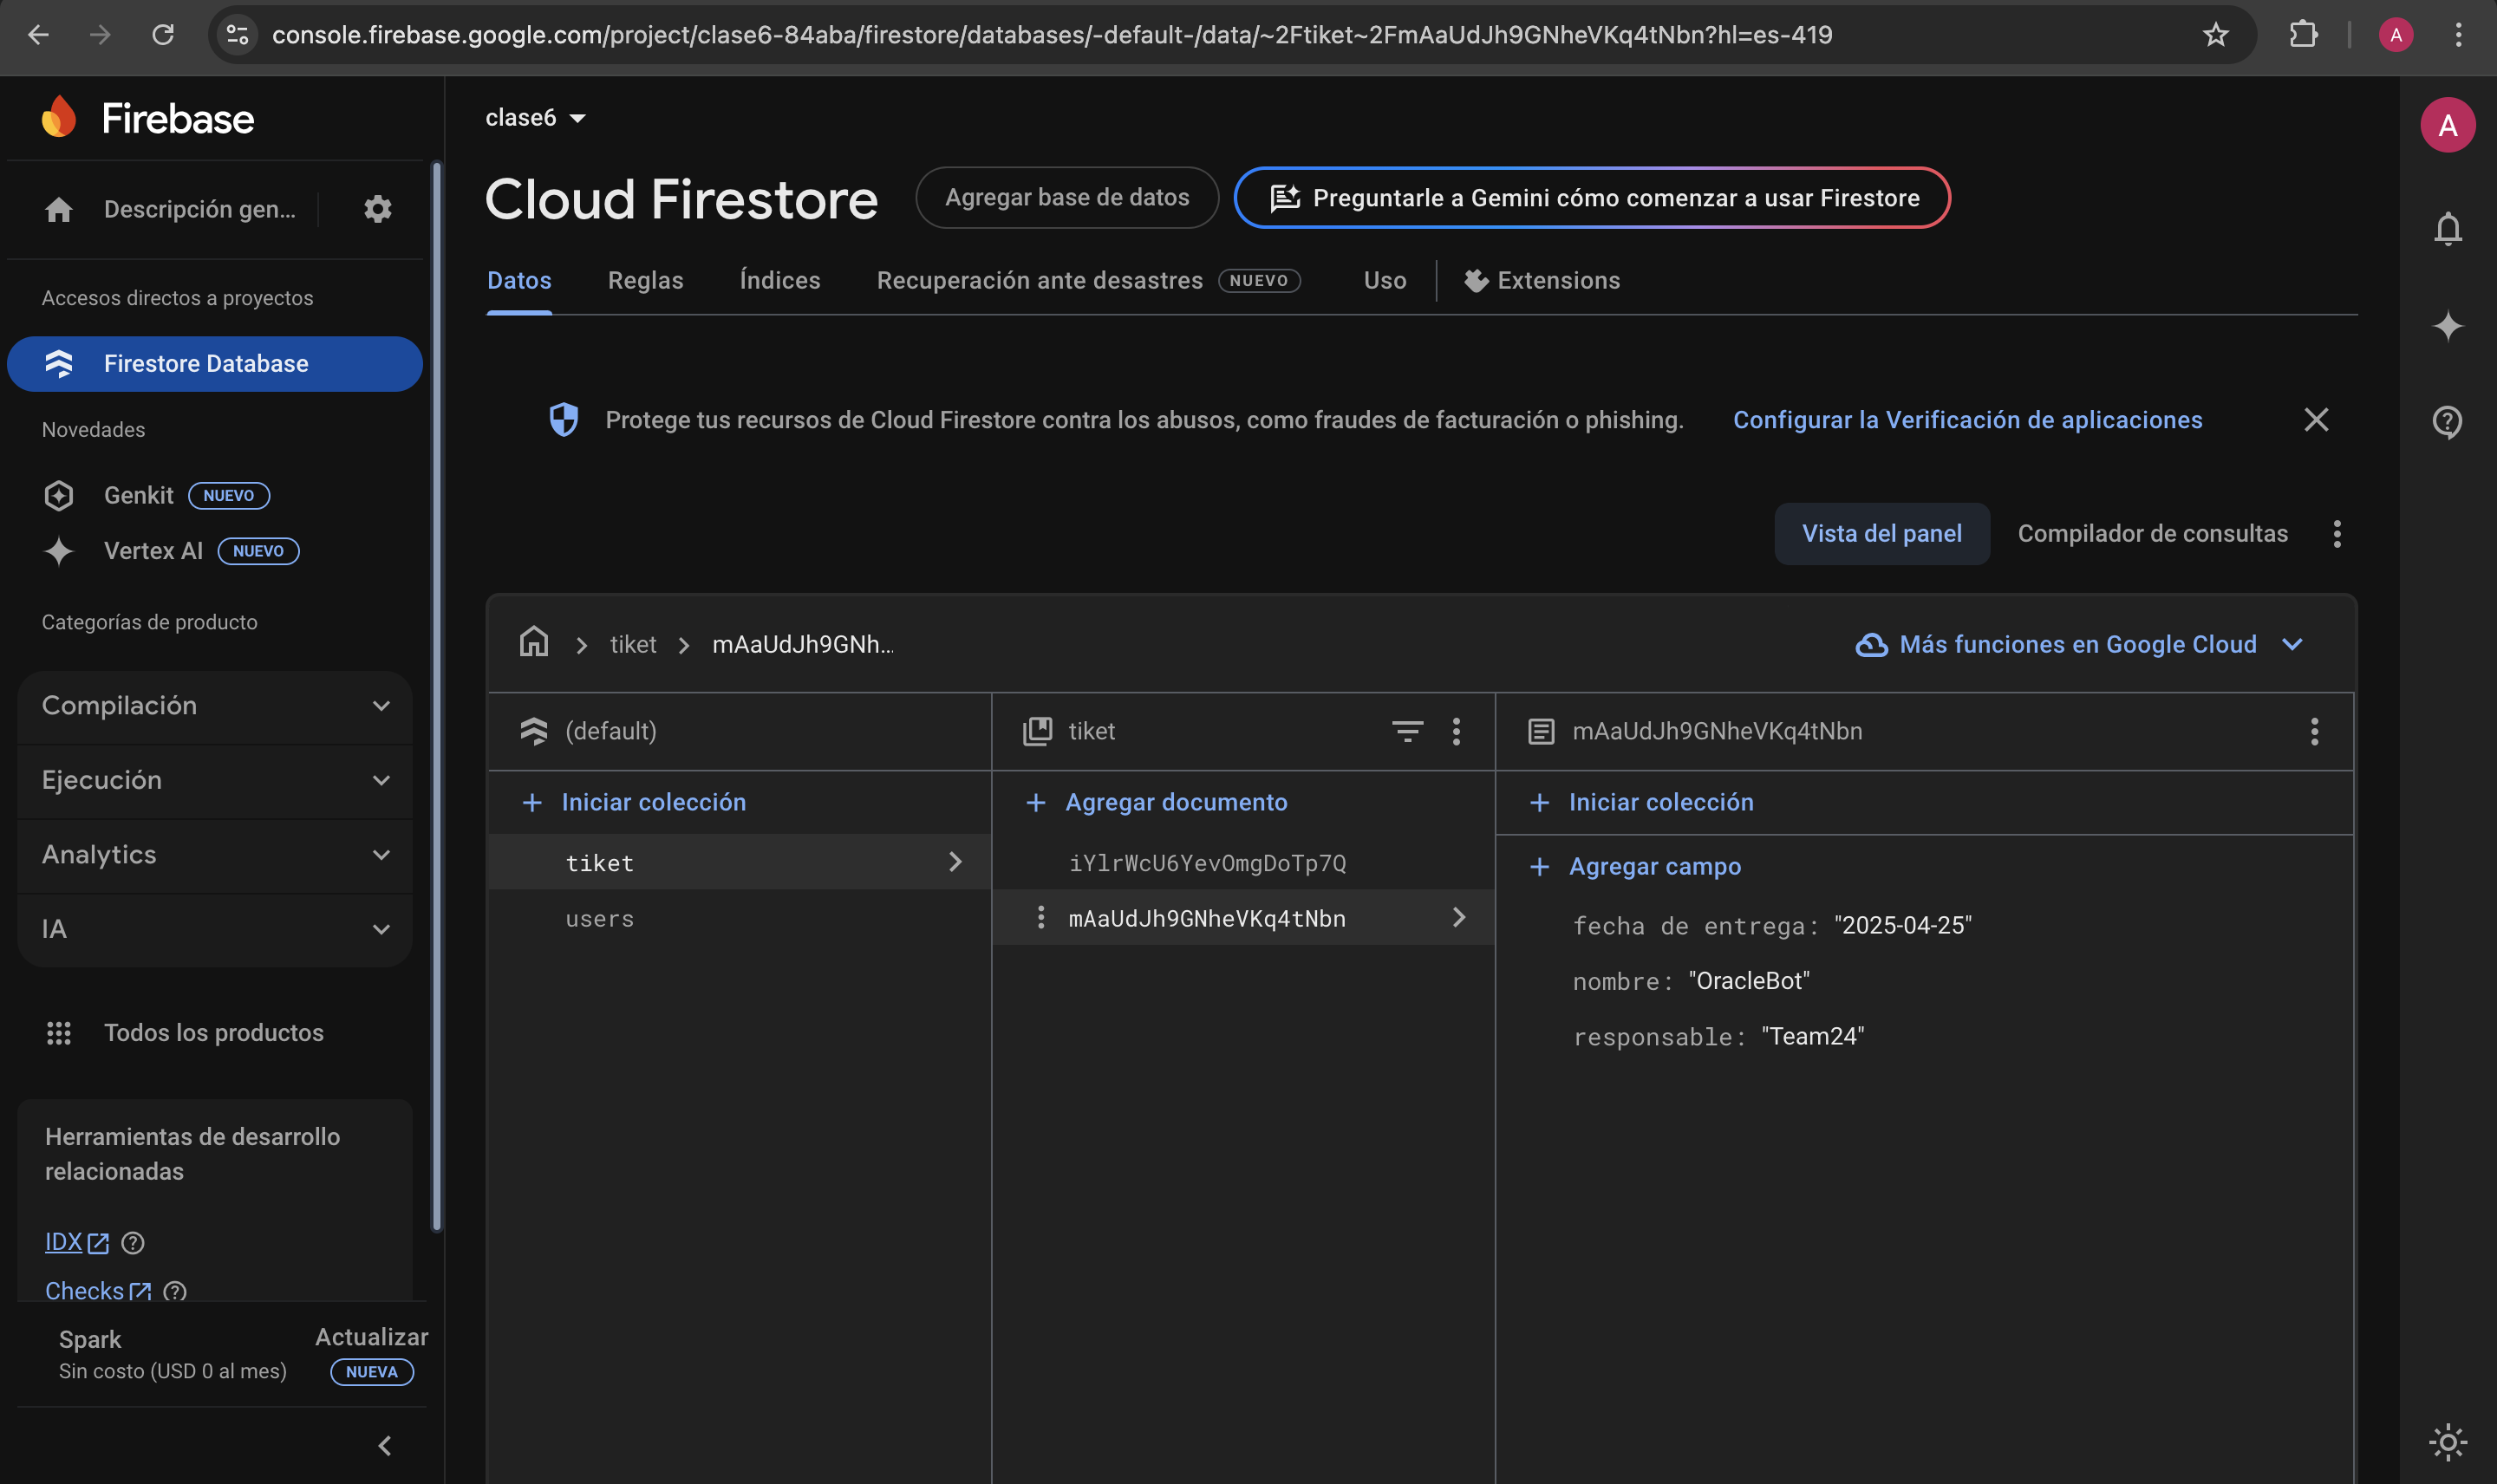 console.firebase.google.com/project/clase6-84aba/firestore/databases/-default-/data/~2Ftiket~2FmAaUdJh9GNheVKq4tNbn?hl=es-419
A
Firebase
Descripción gen...
Accesos directos a proyectos
Firestore Database
Novedades
Genkit NUEVO
Vertex AI NUEVO
Categorías de producto
Compilación
Ejecución
Analytics
IA
Todos los productos
Herramientas de desarrollo
relacionadas
IDX
Checks
Spark
Sin costo (USD 0 al mes)
Actualizar
NUEVA
clase6
Cloud Firestore
Agregar base de datos
Preguntarle a Gemini cómo comenzar a usar Firestore
A
Datos Reglas Índices Recuperación ante desastres NUEVO Uso Extensions
Protege tus recursos de Cloud Firestore contra los abusos, como fraudes de facturación o phishing. Configurar la Verificación de aplicaciones
Vista del panel Compilador de consultas
tiket mAaUdJh9GNh...
Más funciones en Google Cloud
(default)
Iniciar colección
tiket
users
tiket
Agregar documento
iYlrWcU6YevOmgDoTp7Q
mAaUdJh9GNheVKq4tNbn
mAaUdJh9GNheVKq4tNbn
Iniciar colección
Agregar campo
fecha de entrega: "2025-04-25"
nombre: "OracleBot"
responsable: "Team24"